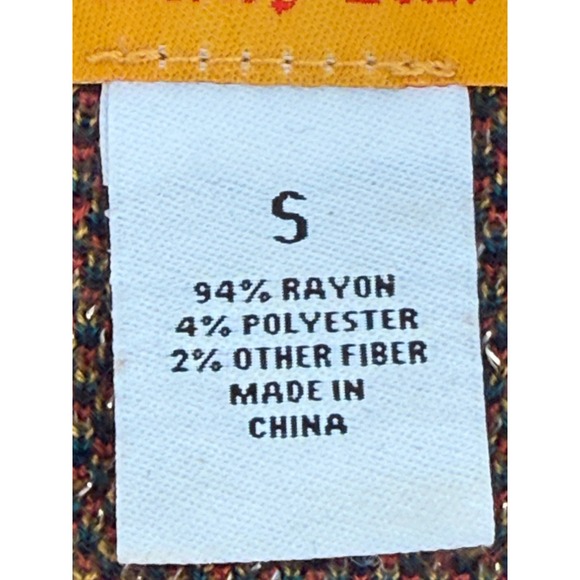 S
94% RAYON
4% POLYESTER
2% OTHER FIBER
MADE IN
CHINA